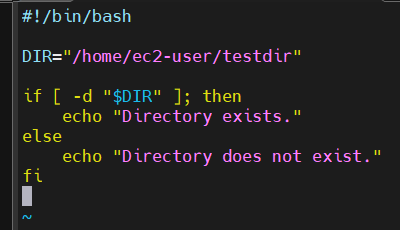 #!/bin/bash

DIR="/home/ec2-user/testdir"

if [ -d "$DIR" ]; then
    echo "Directory exists."
else
    echo "Directory does not exist."
fi

~